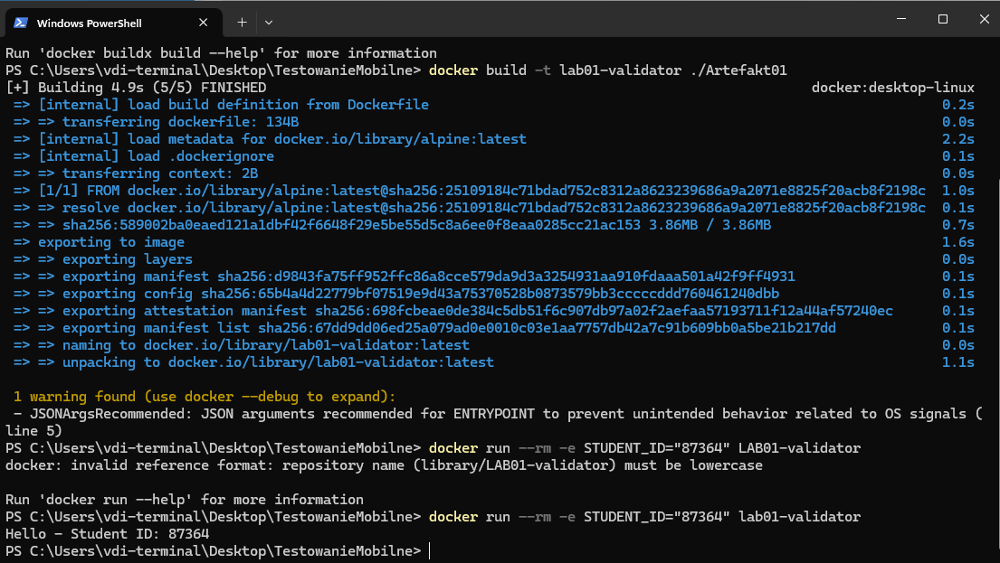 Windows PowerShell
Run 'docker buildx build --help' for more information
PS C:\Users\vdi-terminal\Desktop\TestowanieMobilne> docker build -t lab01-validator ./Artefakt01
[+] Building 4.9s (5/5) FINISHED docker:desktop-linux
=> [internal] load build definition from Dockerfile 0.2s
=> => transferring dockerfile: 134B 0.0s
=> [internal] load metadata for docker.io/library/alpine:latest 2.2s
=> [internal] load .dockerignore 0.1s
=> => transferring context: 2B 0.0s
=> [1/1] FROM docker.io/library/alpine:latest@sha256:25109184c71bdad752c8312a8623239686a9a2071e8825f20acb8f2198c 1.0s
=> => resolve docker.io/library/alpine:latest@sha256:25109184c71bdad752c8312a8623239686a9a2071e8825f20acb8f2198c 0.1s
=> => sha256:589002ba0eaed121a1dbf42f6648f29e5be55d5c8a6ee0f8eaa0285cc21ac153 3.86MB / 3.86MB 0.7s
=> exporting to image 1.6s
=> => exporting layers 0.0s
=> => exporting manifest sha256:d9843fa75ff952ffc86a8cce579da9d3a3254931aa910fdaaa501a42f9ff4931 0.1s
=> => exporting config sha256:65b4a4d22779bf07519e9d43a75370528b0873579bb3cccccddd760461240dbb 0.1s
=> => exporting attestation manifest sha256:698fcbeae0de384c5db51f6c907db97a02f2aefaa57193711f12a44af57240ec 0.1s
=> => exporting manifest list sha256:67dd9dd06ed25a079ad0e0010c03e1aa7757db42a7c91b609bb0a5be21b217dd 0.1s
=> => naming to docker.io/library/lab01-validator:latest 0.0s
=> => unpacking to docker.io/library/lab01-validator:latest 1.1s
1 warning found (use docker --debug to expand):
- JSONArgsRecommended: JSON arguments recommended for ENTRYPOINT to prevent unintended behavior related to OS signals (
line 5)
PS C:\Users\vdi-terminal\Desktop\TestowanieMobilne> docker run --rm -e STUDENT_ID="87364" LAB01-validator
docker: invalid reference format: repository name (library/LAB01-validator) must be lowercase
Run 'docker run --help' for more information
PS C:\Users\vdi-terminal\Desktop\TestowanieMobilne> docker run --rm -e STUDENT_ID="87364" lab01-validator
Hello - Student ID: 87364
PS C:\Users\vdi-terminal\Desktop\TestowanieMobilne>